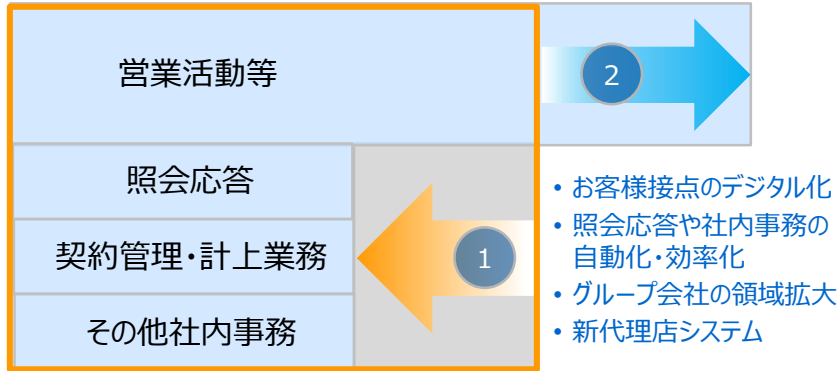 営業活動等
2
照会応答
契約管理・計上業務
1
その他社内事務
• お客様接点のデジタル化
• 照会応答や社内事務の
自動化・効率化
• グループ会社の領域拡大
• 新代理店システム